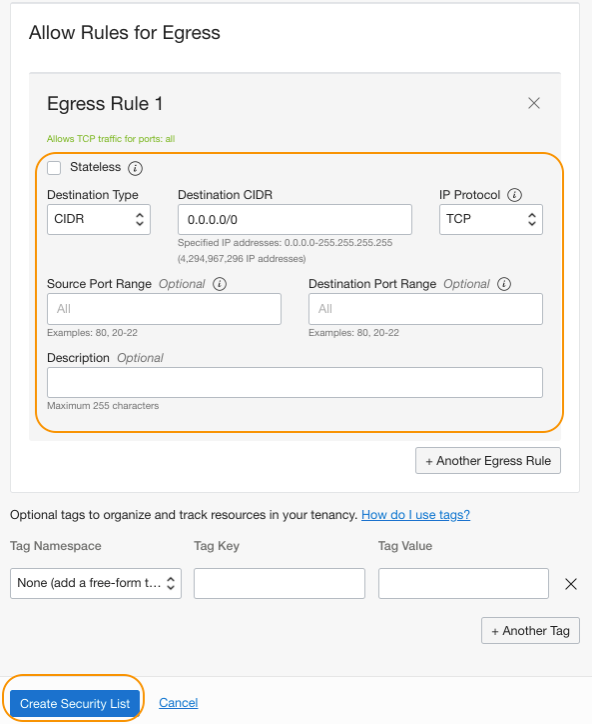 Allow Rules for Egress
Egress Rule 1
Allows TCP traffic for ports: all
Stateless
Destination Type Destination CIDR IP Protocol
CIDR 0.0.0.0/0 TCP
Specified IP addresses: 0.0.0.0-255.255.255.255
(4,294,967,296 IP addresses)
Source Port Range Optional Destination Port Range Optional
All All
Examples: 80, 20-22 Examples: 80, 20-22
Description Optional
Maximum 255 characters
+ Another Egress Rule
Optional tags to organize and track resources in your tenancy. How do I use tags?
Tag Namespace Tag Key Tag Value
None (add a free-form t...
+ Another Tag
Create Security List Cancel